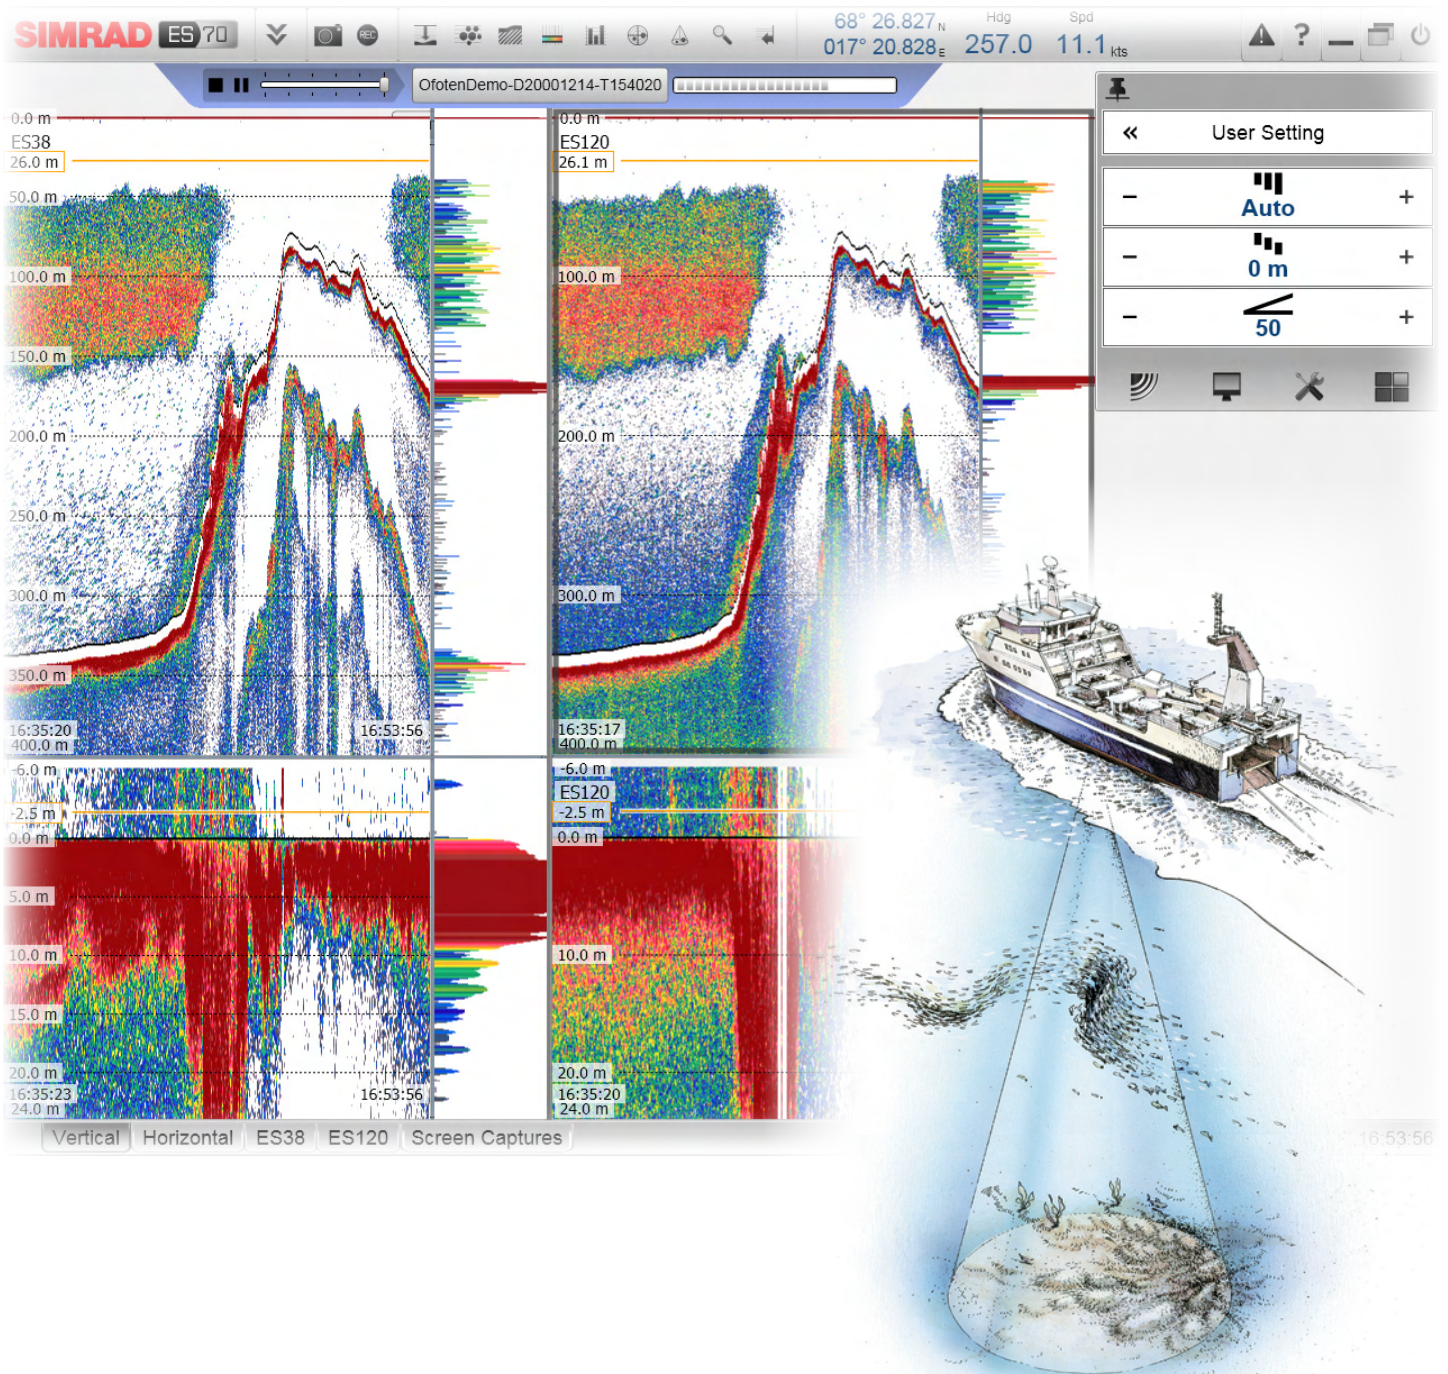 SIMRAD ES 70
REC
68° 26.827 N
017° 20.828 E
Hdg
257.0
Spd
11.1 kts
?
OfotenDemo-D20001214-T154020
« User Setting
- Auto +
- 0 m +
- 50 +
0.0 m
ES38
26.0 m
50.0 m
100.0 m
150.0 m
200.0 m
250.0 m
300.0 m
350.0 m
16:35:20
16:53:56
400.0 m
0.0 m
ES120
26.1 m
100.0 m
200.0 m
300.0 m
16:35:17
400.0 m
-6.0 m
-2.5 m
0.0 m
5.0 m
10.0 m
15.0 m
20.0 m
16:35:23
16:53:56
24.0 m
-6.0 m
ES120
-2.5 m
0.0 m
10.0 m
20.0 m
16:35:20
24.0 m
Vertical Horizontal ES38 ES120 Screen Captures
16:53:56